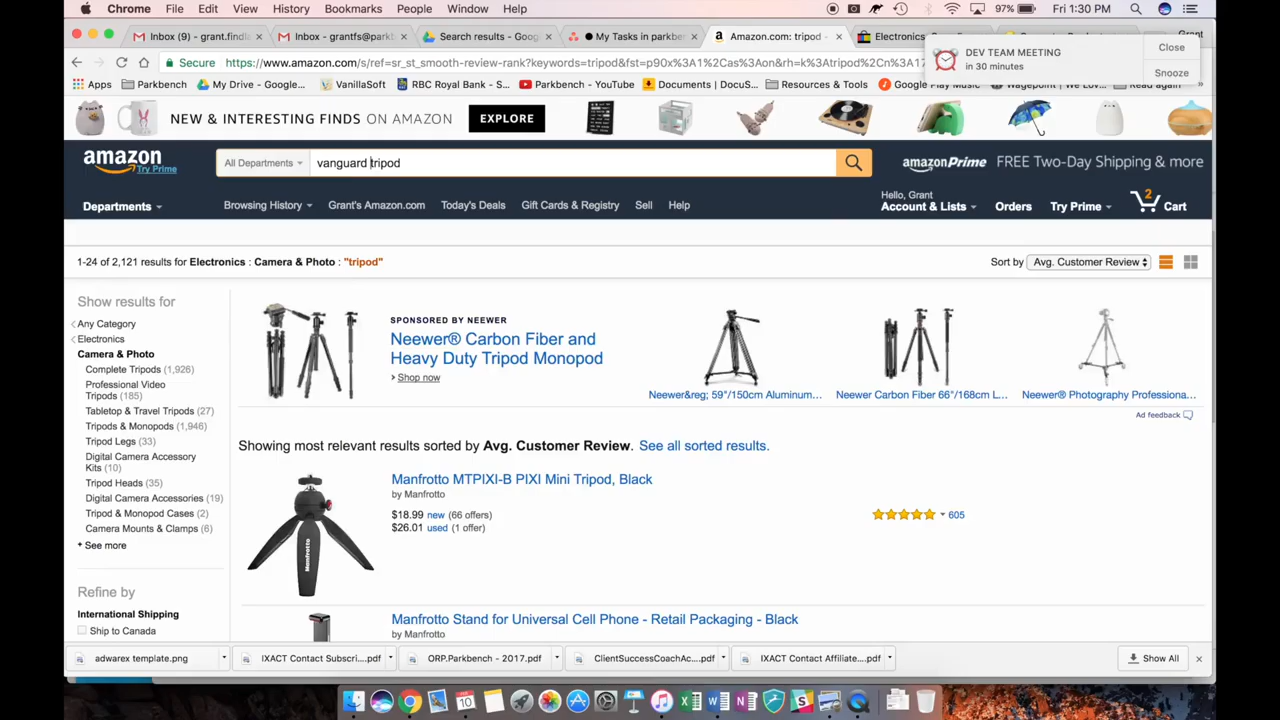 Chrome File Edit View History Bookmarks People Window Help 97% Fri 1:30 PM
Inbox (9) - grant.findl
Inbox - grantfs@parkb
Search results - Goog
● My Tasks in parkben
Amazon.com: tripod -
Electronics
Grant
DEV TEAM MEETING
in 30 minutes
Close
Snooze
Secure https://www.amazon.com/s/ref=sr_st_smooth-review-rank?keywords=tripod&fst=p90x%3A1%2Cas%3Aon&rh=k%3Atripod%2Cn%3A17
Apps Parkbench My Drive - Google... VanillaSoft RBC Royal Bank - S... Parkbench - YouTube Documents | DocuS... Resources & Tools Google Play Music Wagepoint | We Lov... Read again
NEW & INTERESTING FINDS ON AMAZON EXPLORE
amazon
Try Prime
All Departments
vanguard tripod
amazonPrime FREE Two-Day Shipping & more
Departments
Browsing History Grant's Amazon.com Today's Deals Gift Cards & Registry Sell Help
Hello, Grant
Account & Lists Orders Try Prime 2 Cart
1-24 of 2,121 results for Electronics : Camera & Photo : "tripod"
Sort by Avg. Customer Review
Show results for
Any Category
Electronics
Camera & Photo
Complete Tripods (1,926)
Professional Video
Tripods (185)
Tabletop & Travel Tripods (27)
Tripods & Monopods (1,946)
Tripod Legs (33)
Digital Camera Accessory
Kits (10)
Tripod Heads (35)
Digital Camera Accessories (19)
Tripod & Monopod Cases (2)
Camera Mounts & Clamps (6)
+ See more
Refine by
International Shipping
Ship to Canada
SPONSORED BY NEEWER
Neewer® Carbon Fiber and
Heavy Duty Tripod Monopod
› Shop now
Neewer&reg; 59"/150cm Aluminum...
Neewer Carbon Fiber 66"/168cm L...
Neewer® Photography Professiona...
Ad feedback
Showing most relevant results sorted by Avg. Customer Review. See all sorted results.
Manfrotto MTPIXI-B PIXI Mini Tripod, Black
by Manfrotto
$18.99 new (66 offers)
$26.01 used (1 offer)
605
Manfrotto
Manfrotto Stand for Universal Cell Phone - Retail Packaging - Black
by Manfrotto
adwarex template.png
IXACT Contact Subscri....pdf
ORP.Parkbench - 2017.pdf
ClientSuccessCoachAc....pdf
IXACT Contact Affiliate....pdf
Show All